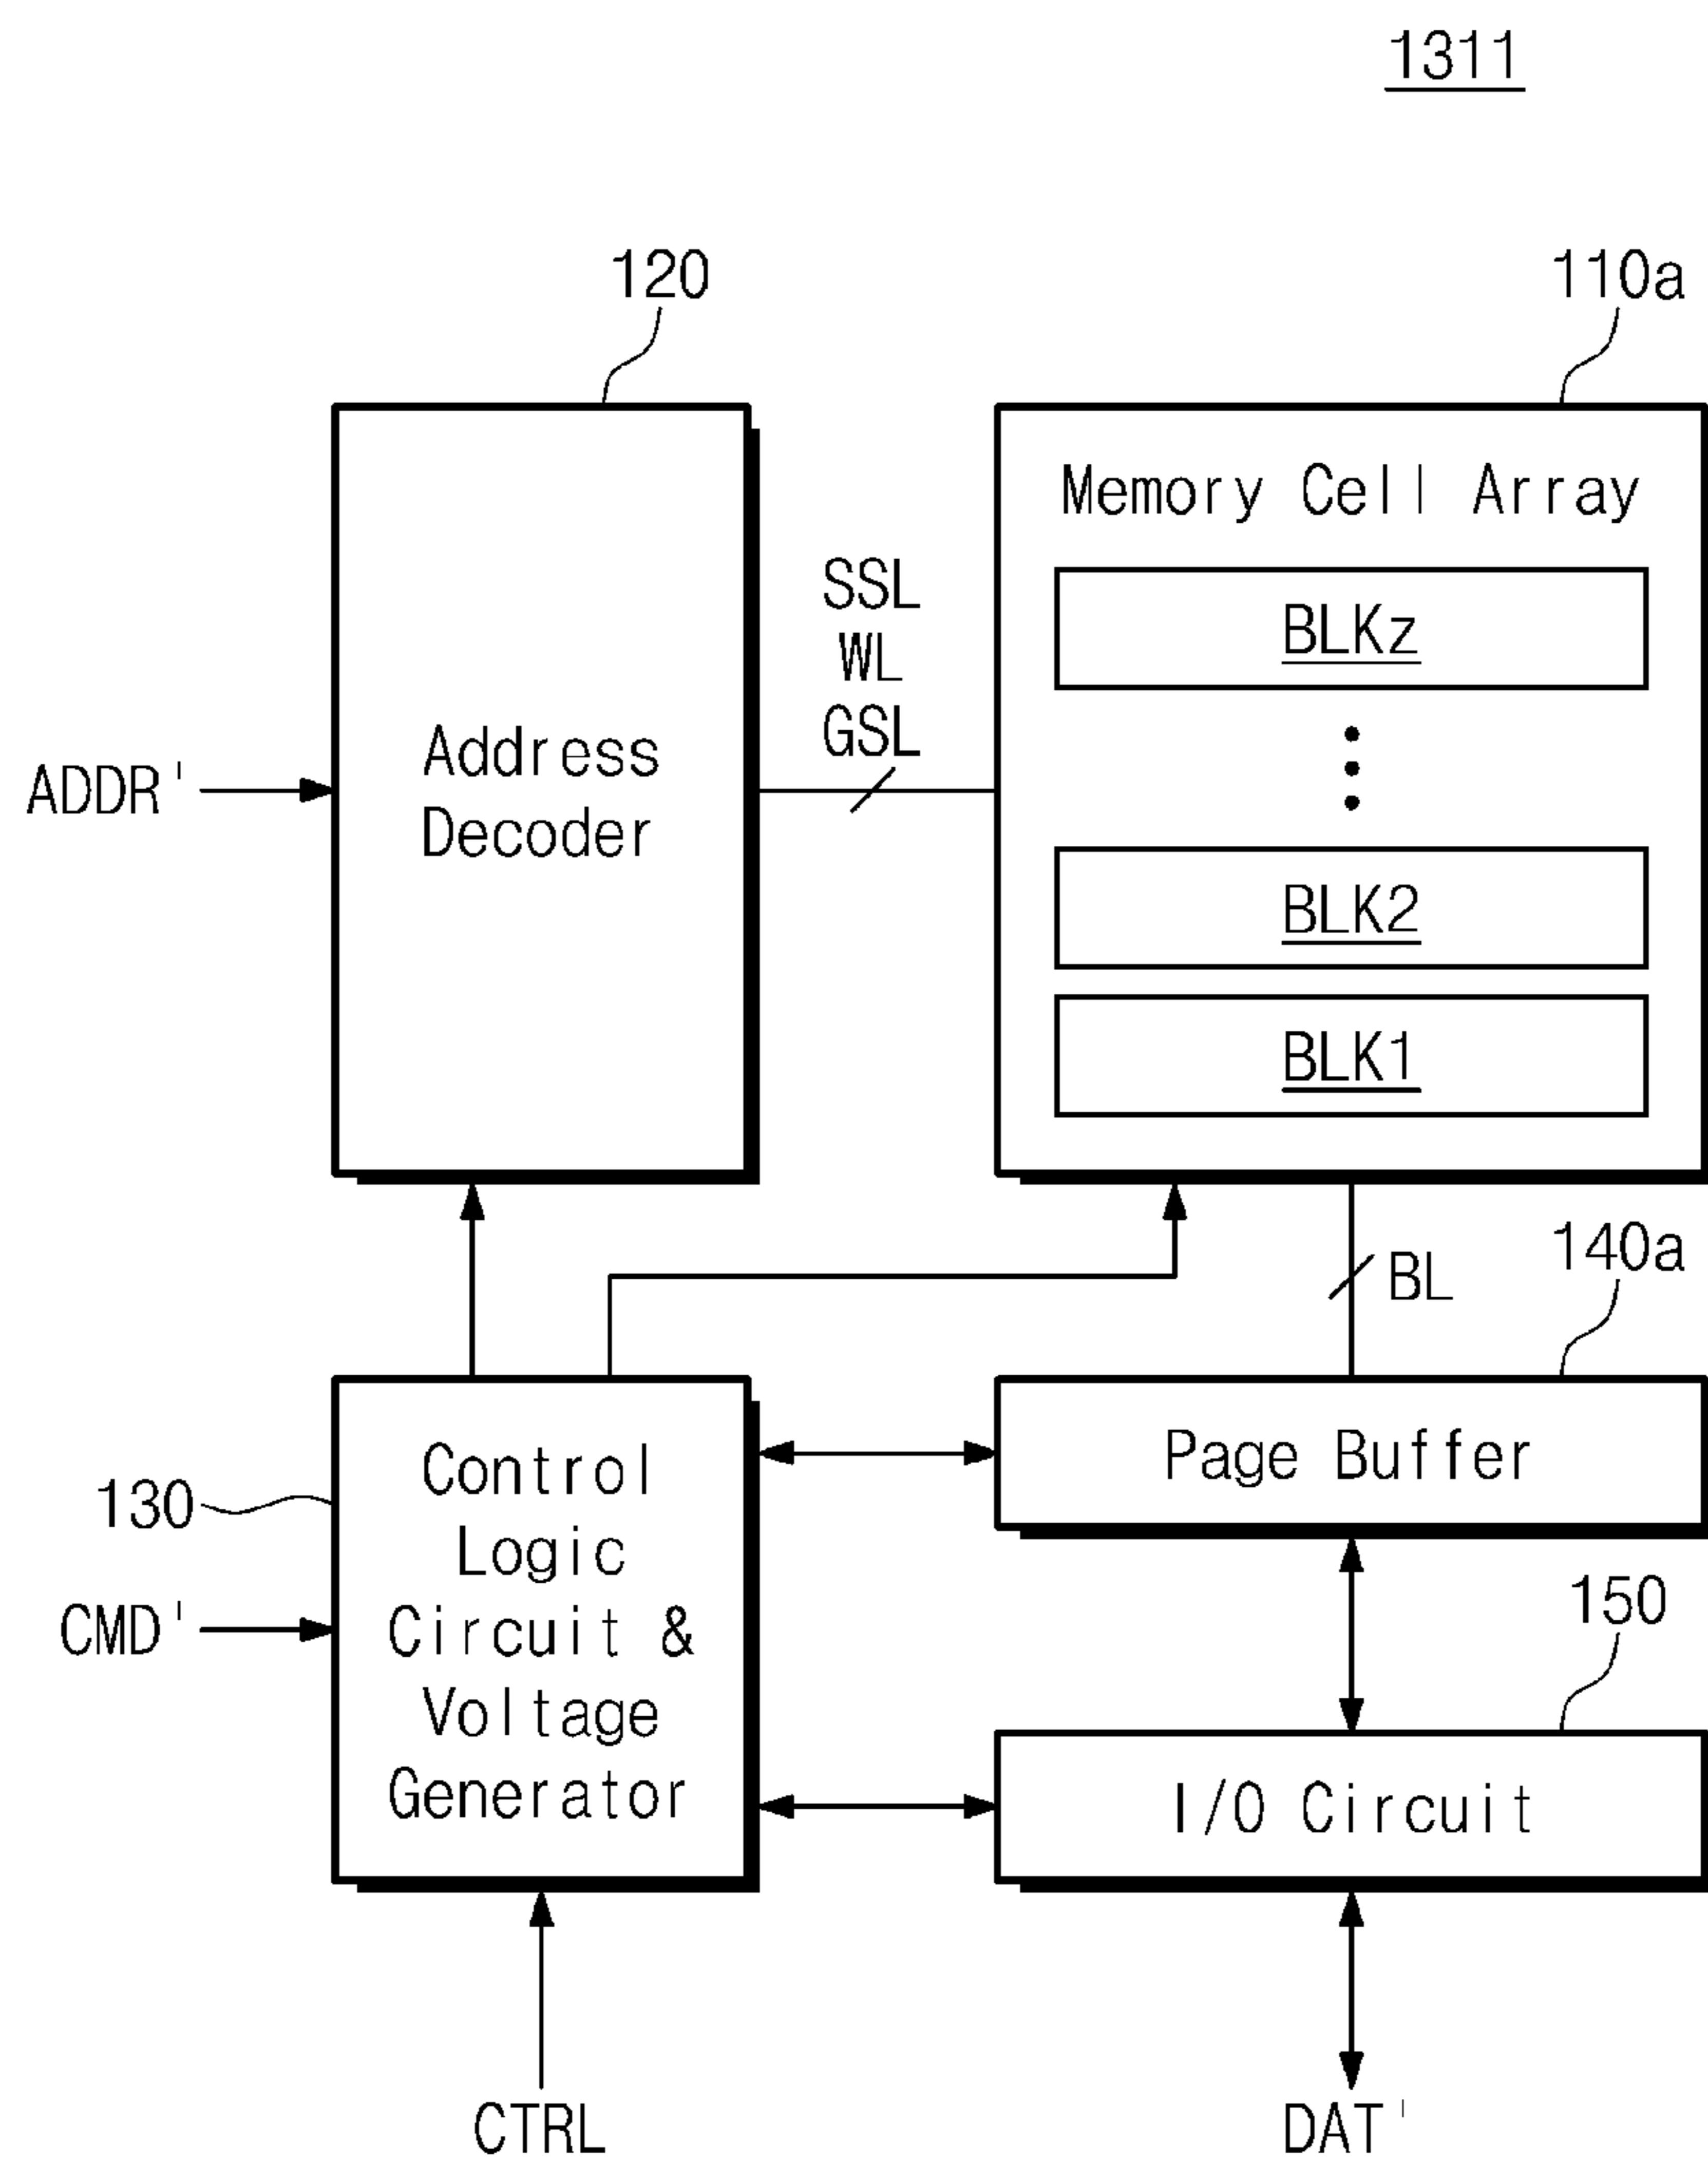 1311
120
110a
Memory Cell Array
SSL
WL
GSL
BLKz
Address
Decoder
ADDR'
BLK2
BLK1
140a
BL
Control
Logic
Circuit &
Voltage
Generator
Page Buffer
130
CMD'
150
I/O Circuit
CTRL
DAT'